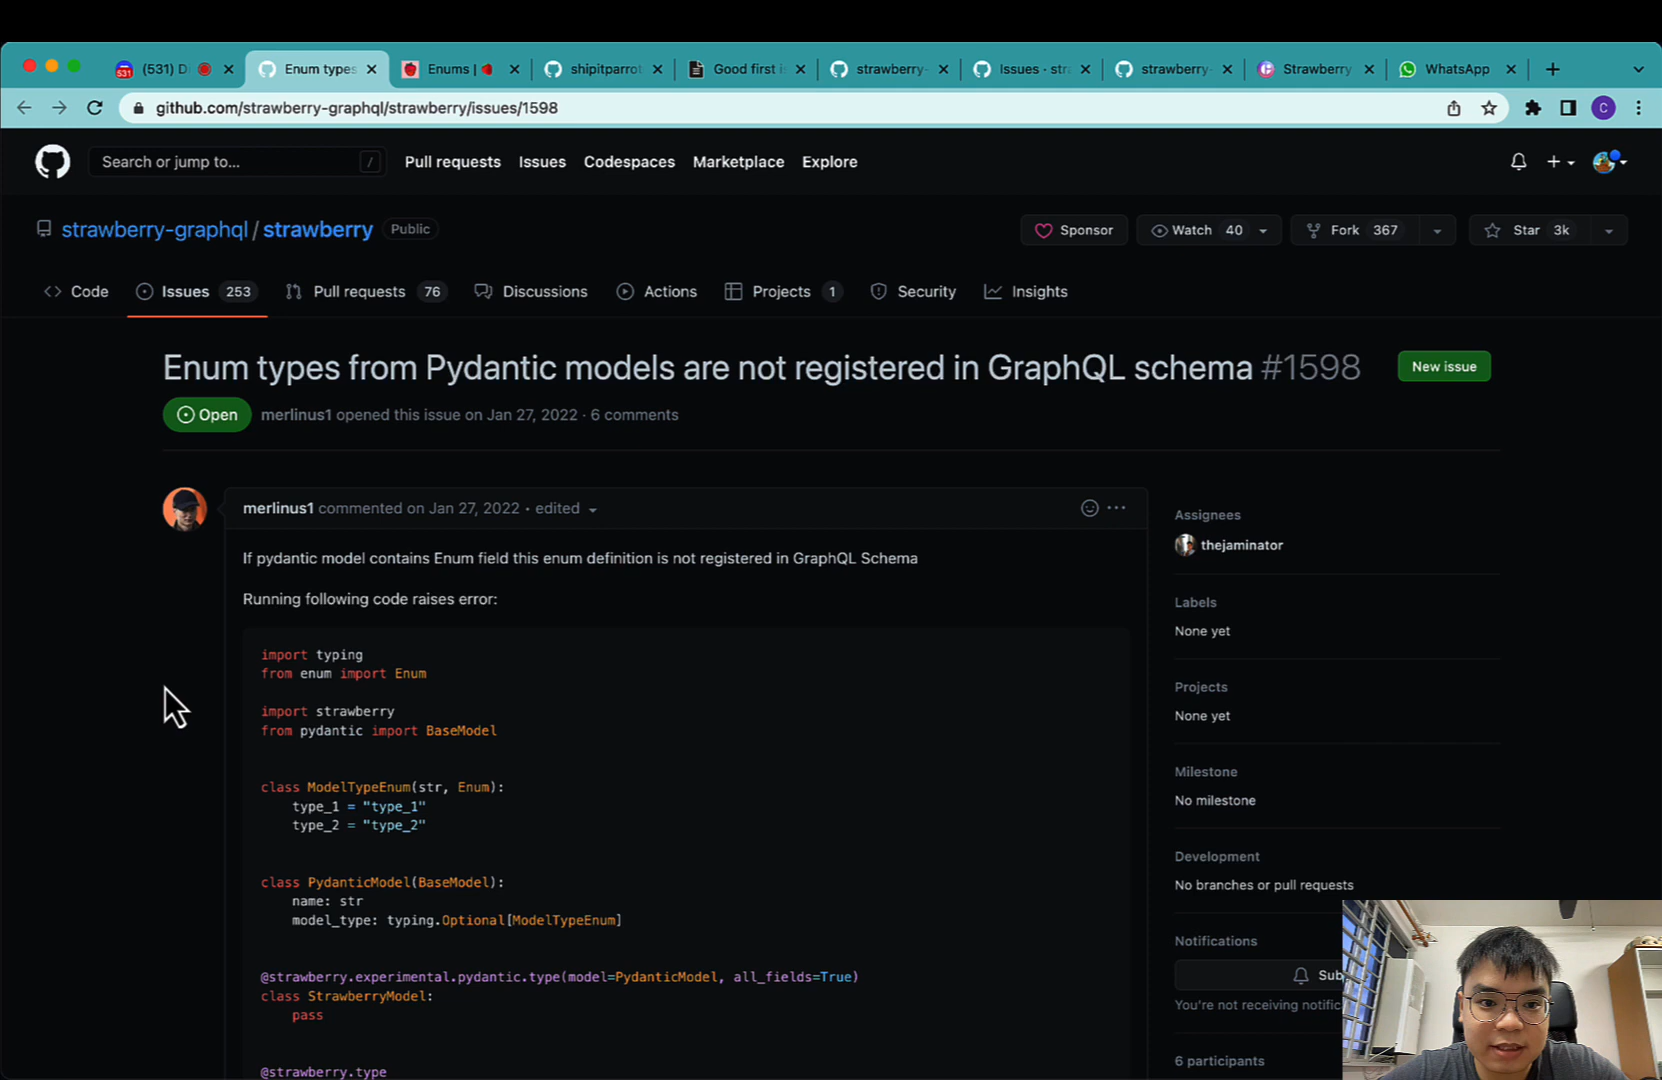 531 (531) D
Enum types
Enums |
shipitparrot
Good first i
strawberry-
Issues · stra
strawberry-
Strawberry
WhatsApp
github.com/strawberry-graphql/strawberry/issues/1598
C
Search or jump to... /
Pull requests Issues Codespaces Marketplace Explore
strawberry-graphql / strawberry Public
Sponsor Watch 40 Fork 367 Star 3k
Code Issues 253 Pull requests 76 Discussions Actions Projects 1 Security Insights
Enum types from Pydantic models are not registered in GraphQL schema #1598 New issue
Open merlinus1 opened this issue on Jan 27, 2022 · 6 comments
merlinus1 commented on Jan 27, 2022 • edited
If pydantic model contains Enum field this enum definition is not registered in GraphQL Schema
Running following code raises error:
import typing
from enum import Enum
import strawberry
from pydantic import BaseModel
class ModelTypeEnum(str, Enum):
type_1 = "type_1"
type_2 = "type_2"
class PydanticModel(BaseModel):
name: str
model_type: typing.Optional[ModelTypeEnum]
@strawberry.experimental.pydantic.type(model=PydanticModel, all_fields=True)
class StrawberryModel:
pass
@strawberry.type
Assignees
thejaminator
Labels
None yet
Projects
None yet
Milestone
No milestone
Development
No branches or pull requests
Notifications
Sub
You're not receiving notific
6 participants